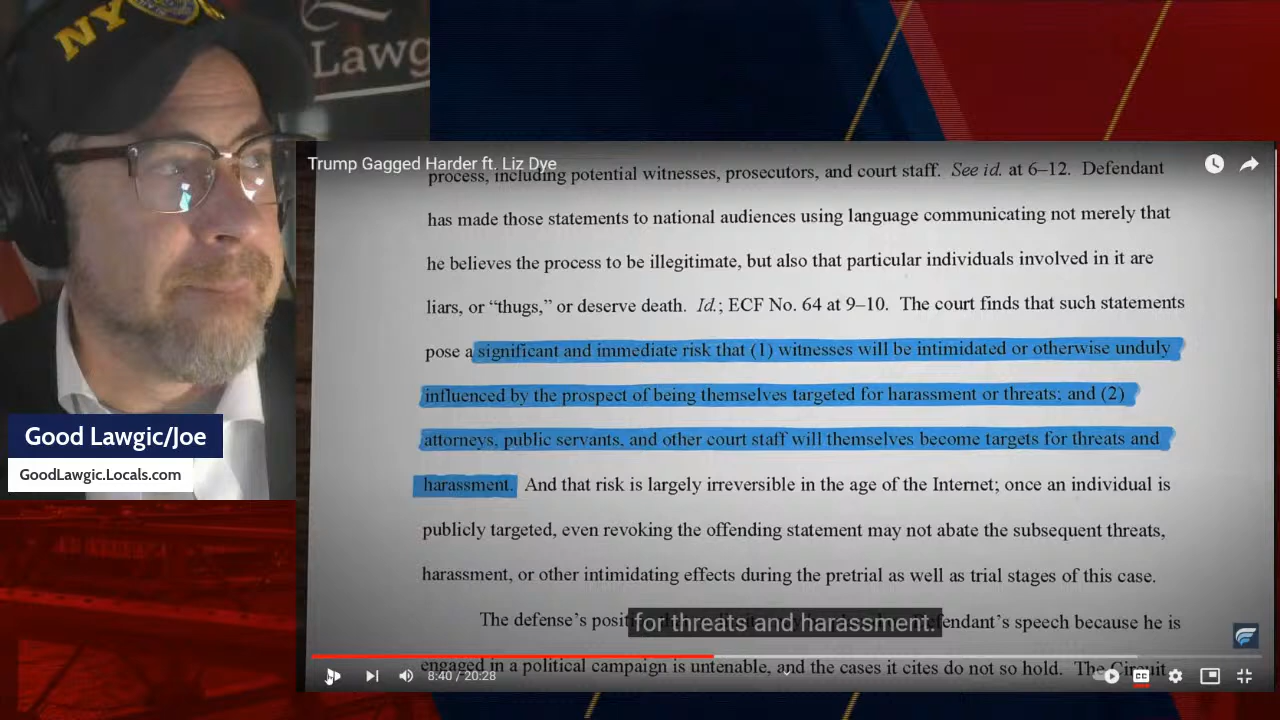 NY
Lawg
Trump Gagged Harder ft. Liz Dye
process, including potential witnesses, prosecutors, and court staff. See id. at 6–12. Defendant
has made those statements to national audiences using language communicating not merely that
he believes the process to be illegitimate, but also that particular individuals involved in it are
liars, or “thugs,” or deserve death. Id.; ECF No. 64 at 9–10. The court finds that such statements
pose a significant and immediate risk that (1) witnesses will be intimidated or otherwise unduly
influenced by the prospect of being themselves targeted for harassment or threats; and (2)
attorneys, public servants, and other court staff will themselves become targets for threats and
harassment. And that risk is largely irreversible in the age of the Internet; once an individual is
publicly targeted, even revoking the offending statement may not abate the subsequent threats,
harassment, or other intimidating effects during the pretrial as well as trial stages of this case.
The defense’s posit fendant’s speech because he is
for threats and harassment.
engaged in a political campaign is untenable, and the cases it cites do not so hold. The Circuit
8:40 / 20:28
CC
Good Lawgic/Joe
GoodLawgic.Locals.com